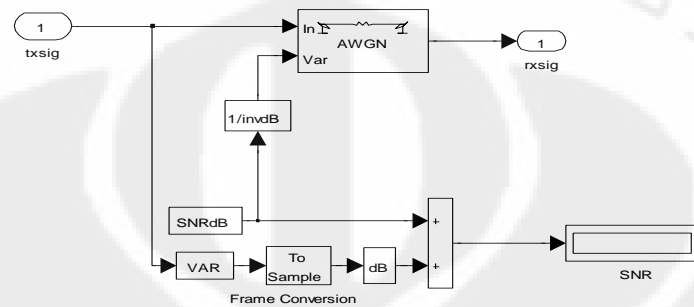 1
txsig
In
AWGN
Var
1
rxsig
1/invdB
SNRdB
+
VAR
To
Sample
dB
+
Frame Conversion
SNR